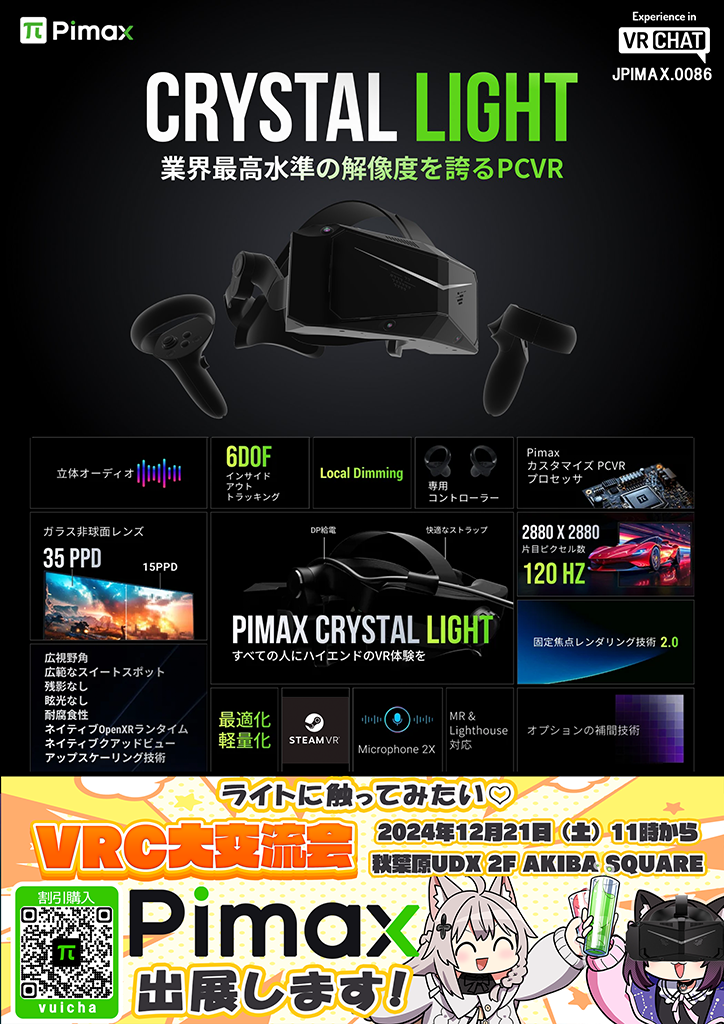 Pimax
Experience in
VRCHAT
JPIMAX.0086
CRYSTAL LIGHT
業界最高水準の解像度を誇るPCVR
立体オーディオ
6DOF
インサイド
アウト
トラッキング
Local Dimming
専用
コントローラー
Pimax
カスタマイズ PCVR
プロセッサ
ガラス非球面レンズ
35 PPD
15PPD
DP給電
快適なストラップ
PIMAX CRYSTAL LIGHT
すべての人にハイエンドのVR体験を
2880 X 2880
片目ピクセル数
120 HZ
固定焦点レンダリング技術 2.0
広視野角
広範なスイートスポット
残影なし
眩光なし
耐腐食性
ネイティブOpenXRランタイム
ネイティブクアッドビュー
アップスケーリング技術
最適化
軽量化
STEAMVR
Microphone 2X
MR &
Lighthouse
対応
オプションの補間技術
ライトに触ってみたい♡
VRC大交流会
2024年12月21日（土）11時から
秋葉原UDX 2F AKIBA SQUARE
割引購入
vuicha
Pimax
出展します!